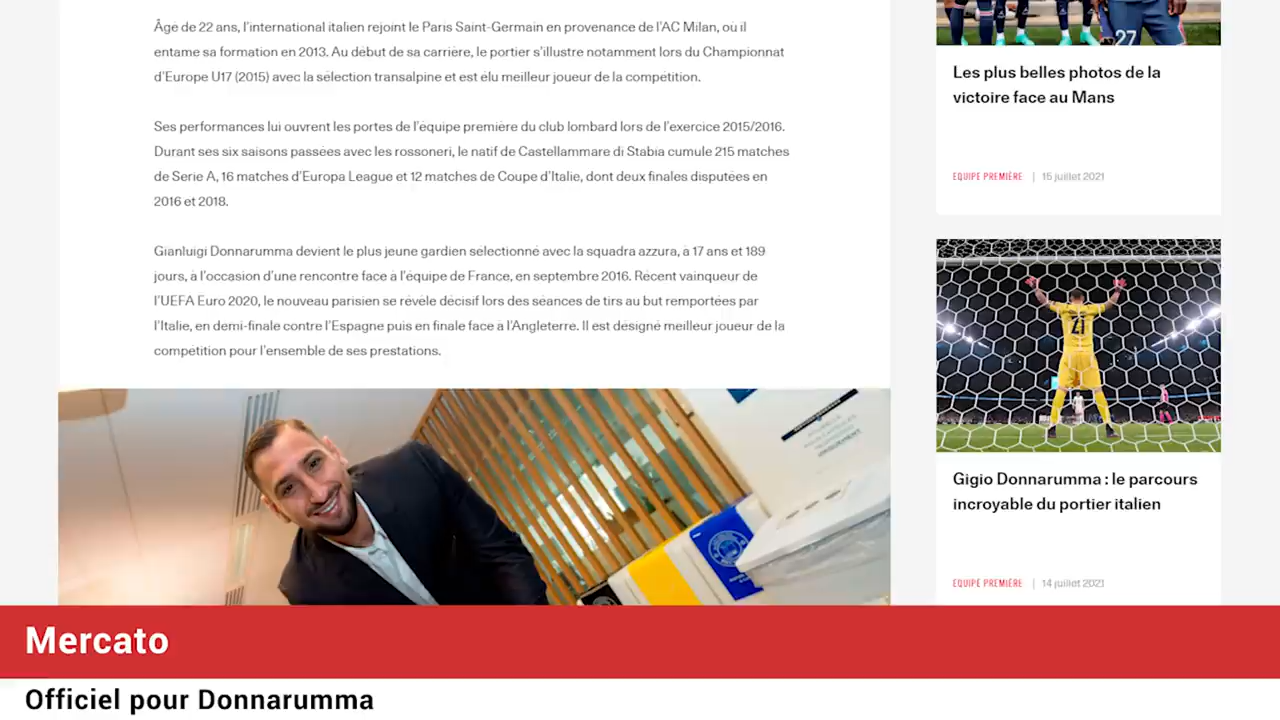 Âgé de 22 ans, l'international italien rejoint le Paris Saint-Germain en provenance de l'AC Milan, où il
entame sa formation en 2013. Au début de sa carrière, le portier s'illustre notamment lors du Championnat
d'Europe U17 (2015) avec la sélection transalpine et est élu meilleur joueur de la compétition.
Ses performances lui ouvrent les portes de l'équipe première du club lombard lors de l'exercice 2015/2016.
Durant ses six saisons passées avec les rossoneri, le natif de Castellammare di Stabia cumule 215 matches
de Serie A, 16 matches d'Europa League et 12 matches de Coupe d'Italie, dont deux finales disputées en
2016 et 2018.
Gianluigi Donnarumma devient le plus jeune gardien sélectionné avec la squadra azzura, à 17 ans et 189
jours, à l'occasion d'une rencontre face à l'équipe de France, en septembre 2016. Récent vainqueur de
l'UEFA Euro 2020, le nouveau parisien se révèle décisif lors des séances de tirs au but remportées par
l'Italie, en demi-finale contre l'Espagne puis en finale face à l'Angleterre. Il est désigné meilleur joueur de la
compétition pour l'ensemble de ses prestations.
27
Les plus belles photos de la
victoire face au Mans
EQUIPE PREMIÈRE | 15 juillet 2021
21
Gigio Donnarumma : le parcours
incroyable du portier italien
EQUIPE PREMIÈRE | 14 juillet 2021
Mercato
Officiel pour Donnarumma